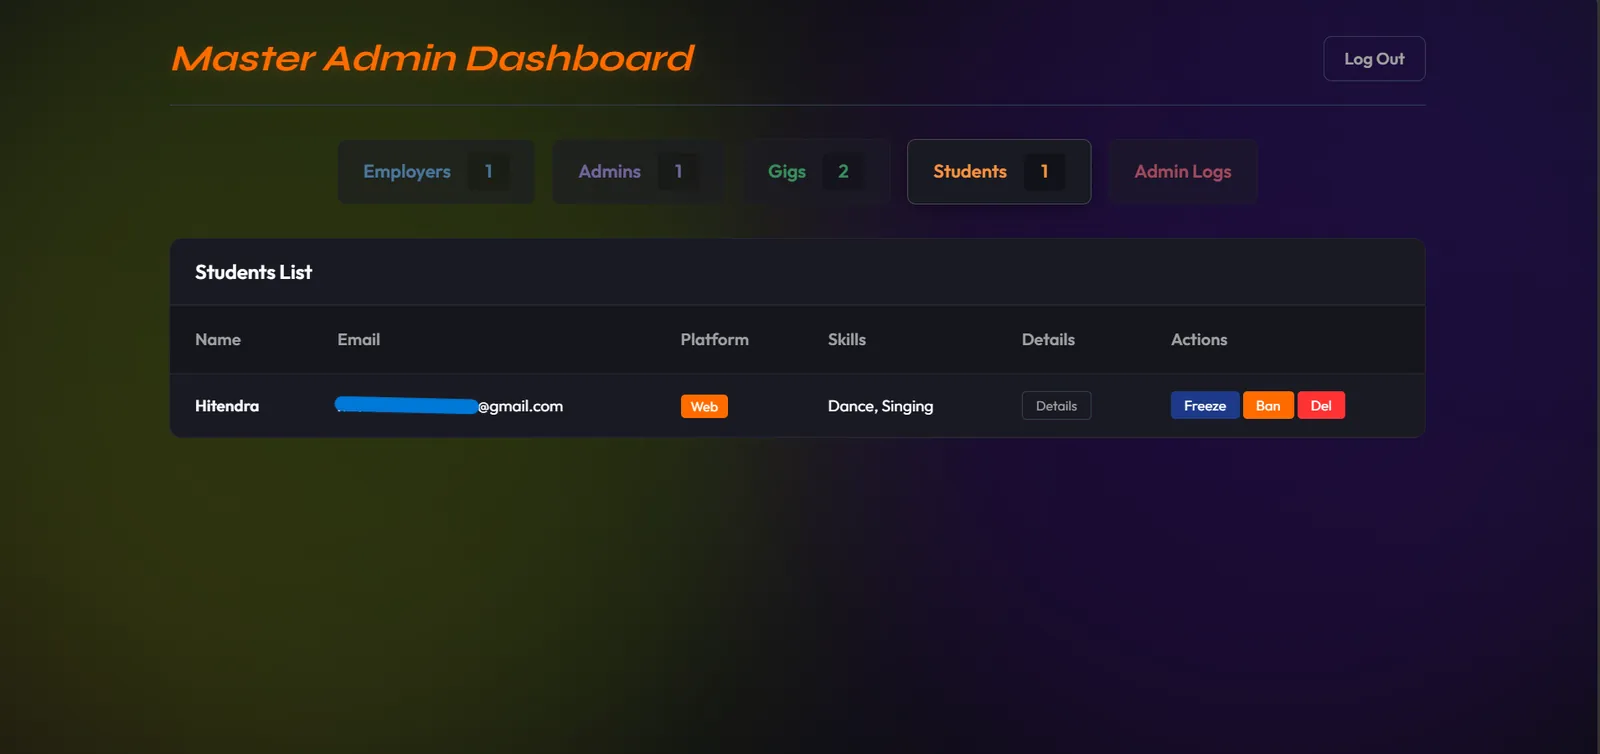 Master Admin Dashboard
Log Out
Employers 1 Admins 1 Gigs 2 Students 1 Admin Logs
Students List
Name Email Platform Skills Details Actions
Hitendra @gmail.com Web Dance, Singing Details Freeze Ban Del